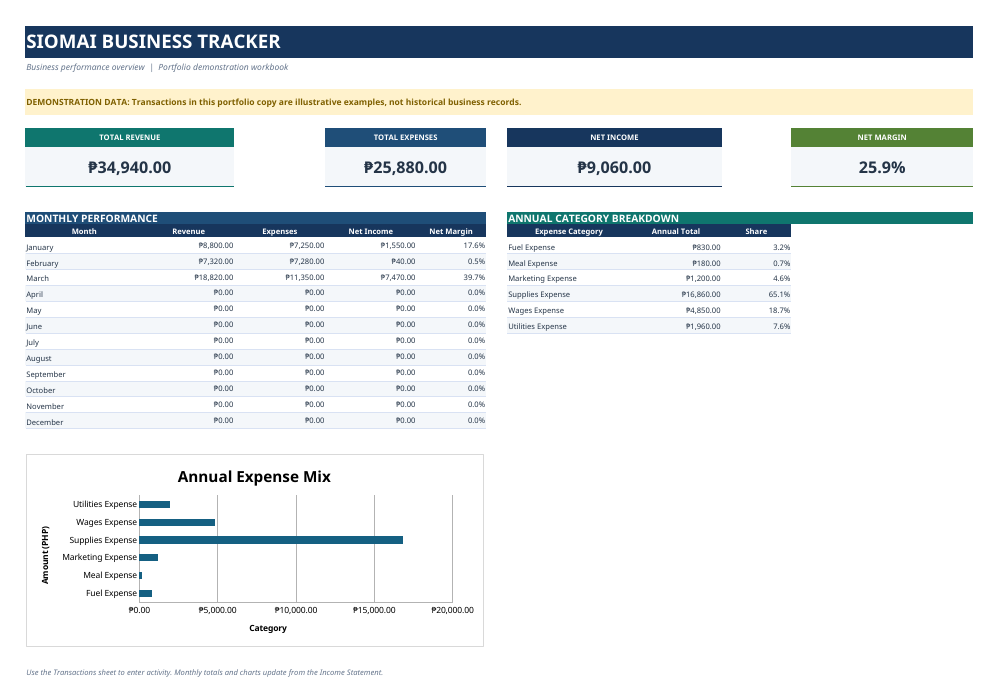 SIOMAI BUSINESS TRACKER
Business performance overview | Portfolio demonstration workbook
DEMONSTRATION DATA: Transactions in this portfolio copy are illustrative examples, not historical business records.
TOTAL REVENUE TOTAL EXPENSES NET INCOME NET MARGIN
₱34,940.00 ₱25,880.00 ₱9,060.00 25.9%
MONTHLY PERFORMANCE
Month Revenue Expenses Net Income Net Margin
January ₱8,800.00 ₱7,250.00 ₱1,550.00 17.6%
February ₱7,320.00 ₱7,280.00 ₱40.00 0.5%
March ₱18,820.00 ₱11,350.00 ₱7,470.00 39.7%
April ₱0.00 ₱0.00 ₱0.00 0.0%
May ₱0.00 ₱0.00 ₱0.00 0.0%
June ₱0.00 ₱0.00 ₱0.00 0.0%
July ₱0.00 ₱0.00 ₱0.00 0.0%
August ₱0.00 ₱0.00 ₱0.00 0.0%
September ₱0.00 ₱0.00 ₱0.00 0.0%
October ₱0.00 ₱0.00 ₱0.00 0.0%
November ₱0.00 ₱0.00 ₱0.00 0.0%
December ₱0.00 ₱0.00 ₱0.00 0.0%
ANNUAL CATEGORY BREAKDOWN
Expense Category Annual Total Share
Fuel Expense ₱830.00 3.2%
Meal Expense ₱180.00 0.7%
Marketing Expense ₱1,200.00 4.6%
Supplies Expense ₱16,860.00 65.1%
Wages Expense ₱4,850.00 18.7%
Utilities Expense ₱1,960.00 7.6%
Annual Expense Mix
Amount (PHP)
Utilities Expense
Wages Expense
Supplies Expense
Marketing Expense
Meal Expense
Fuel Expense
₱0.00 ₱5,000.00 ₱10,000.00 ₱15,000.00 ₱20,000.00
Category
Use the Transactions sheet to enter activity. Monthly totals and charts update from the Income Statement.